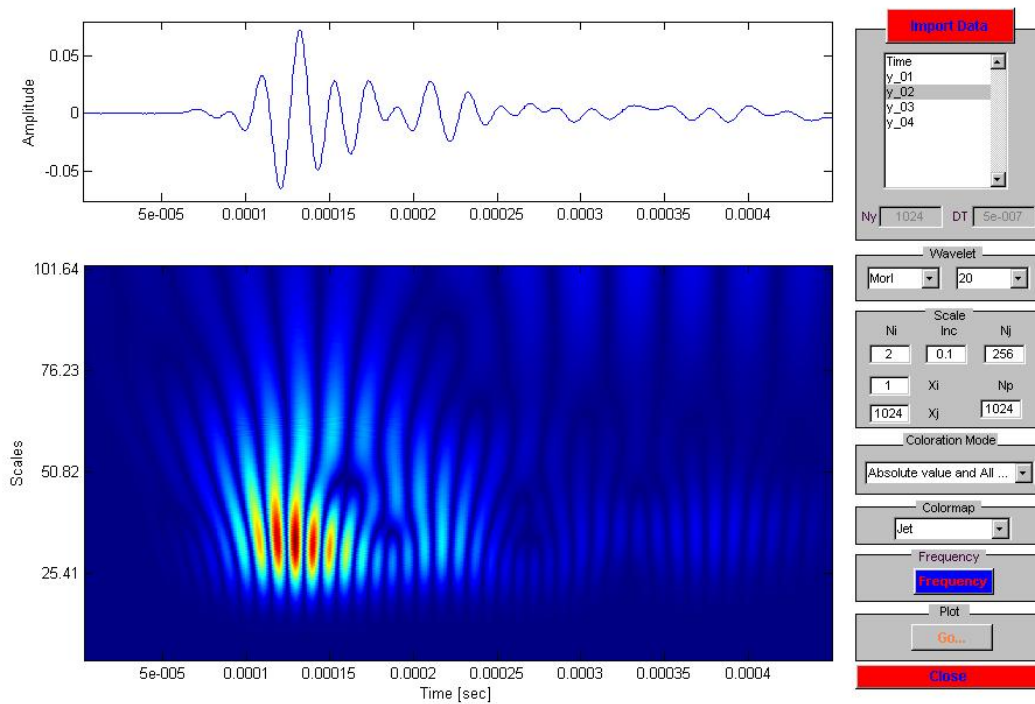 Amplitude
0.05
0
-0.05
5e-005 0.0001 0.00015 0.0002 0.00025 0.0003 0.00035 0.0004
Scales
101.64
76.23
50.82
25.41
5e-005 0.0001 0.00015 0.0002 0.00025 0.0003 0.00035 0.0004
Time [sec]
Import Data
Time
y_01
y_02
y_03
y_04
Ny 1024 DT 5e-007
Wavelet
Morl 20
Scale
Ni Inc Nj
2 0.1 256
1 Xi Np
1024 Xj 1024
Coloration Mode
Absolute value and All ...
Colormap
Jet
Frequency
Frequency
Plot
Go...
Close